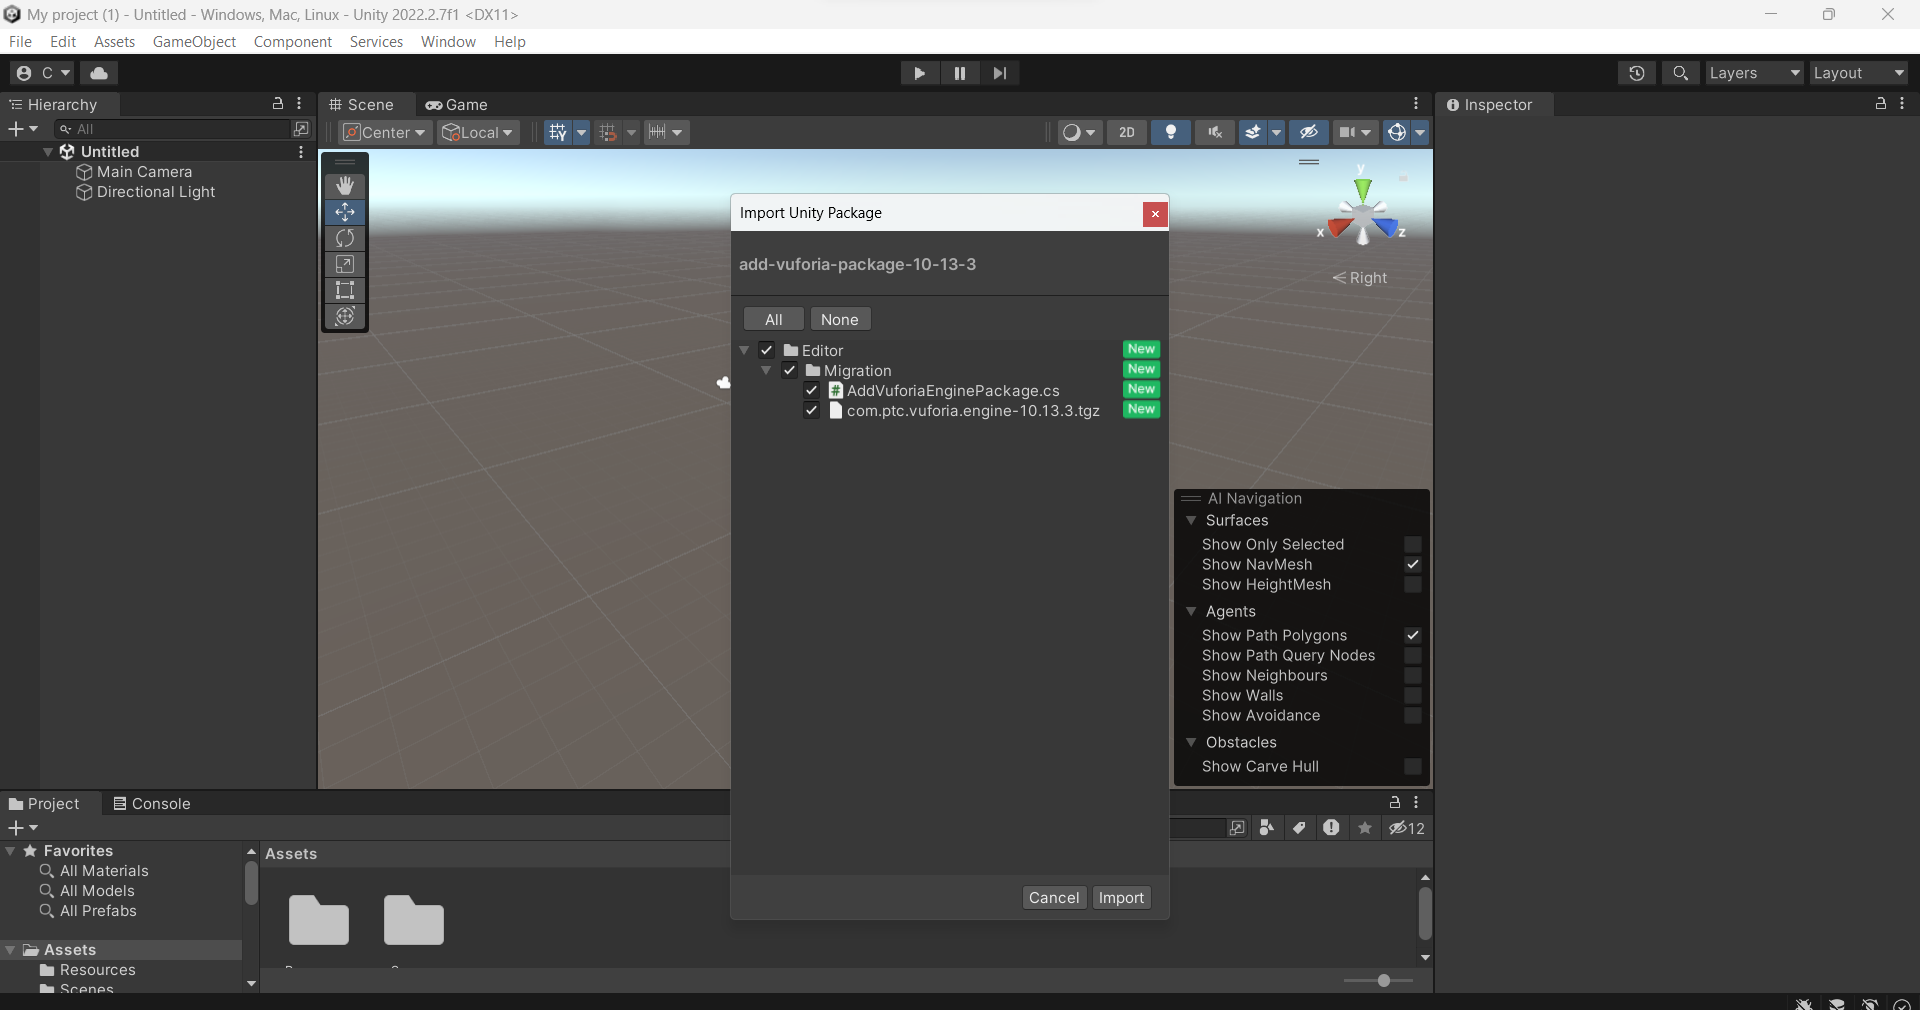 My project (1) - Untitled - Windows, Mac, Linux - Unity 2022.2.7f1 <DX11>
File Edit Assets GameObject Component Services Window Help
C Layers Layout
Hierarchy Scene Game Inspector
All Center Local 2D
Untitled
Main Camera
Directional Light
y
x z
Right
Import Unity Package
add-vuforia-package-10-13-3
All None
Editor New
Migration New
AddVuforiaEnginePackage.cs New
com.ptc.vuforia.engine-10.13.3.tgz New
Cancel Import
AI Navigation
Surfaces
Show Only Selected
Show NavMesh
Show HeightMesh
Agents
Show Path Polygons
Show Path Query Nodes
Show Neighbours
Show Walls
Show Avoidance
Obstacles
Show Carve Hull
Project Console
12
Favorites
All Materials
All Models
All Prefabs
Assets
Resources
Scenes
Assets